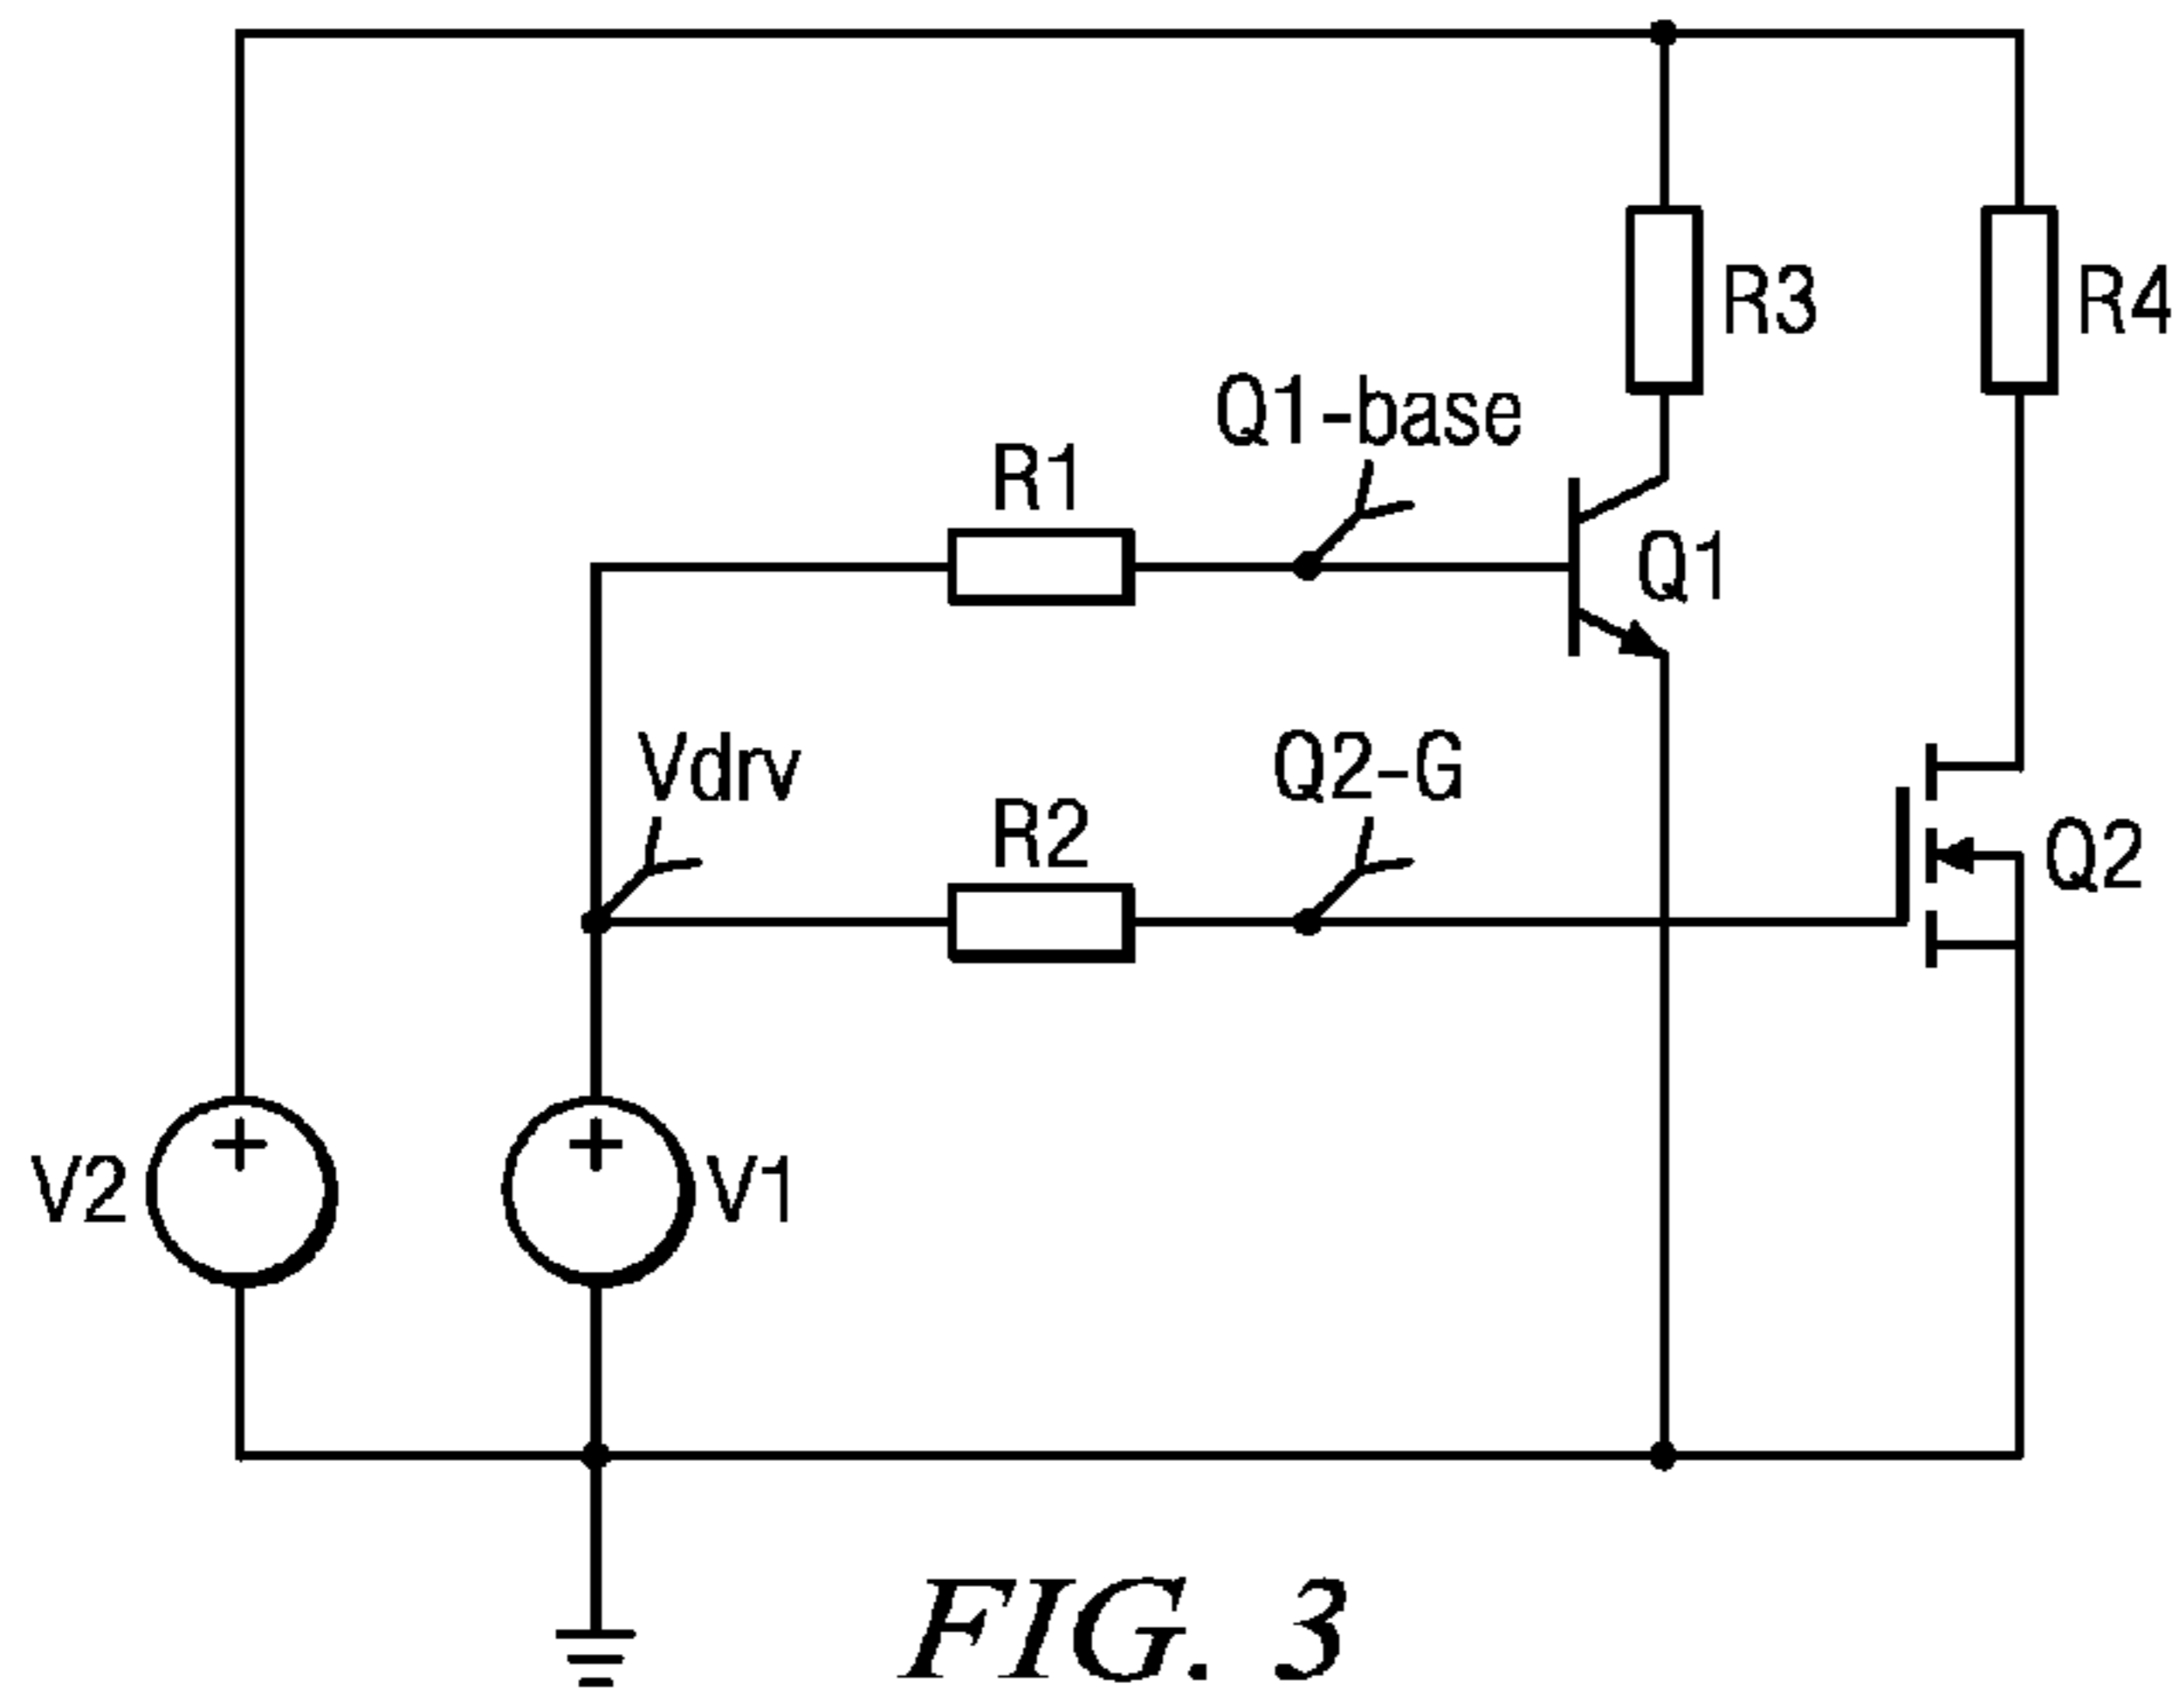 R3
R4
Q1-base
R1
Q1
Vdrv
Q2-G
R2
Q2
+
+
V2
V1
FIG. 3